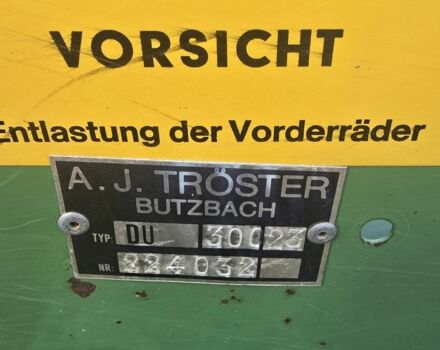 VORSICHT
Entlastung der Vorderräder
A. J. TRÖSTER
BUTZBACH
TYP: DU 30023
NR: 224032